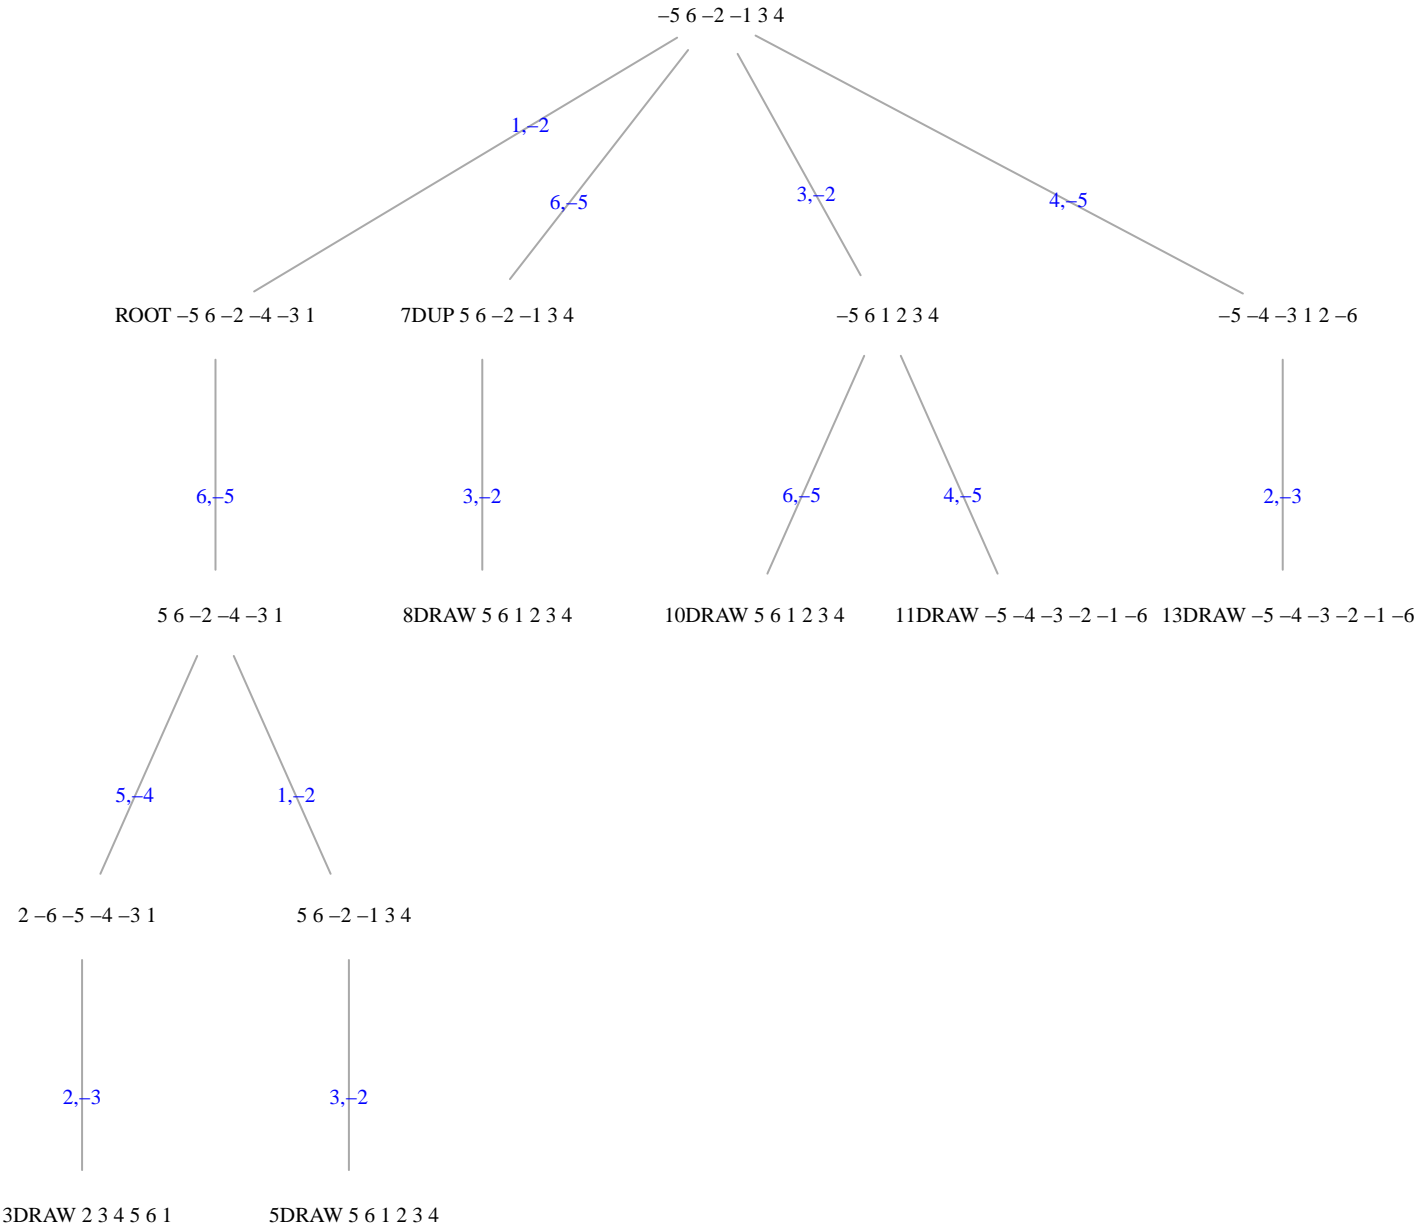 –5 6 –2 –1 3 4
1,–2
6,–5
3,–2
4,–5
ROOT –5 6 –2 –4 –3 1
7DUP 5 6 –2 –1 3 4
–5 6 1 2 3 4
–5 –4 –3 1 2 –6
6,–5
3,–2
6,–5
4,–5
2,–3
5 6 –2 –4 –3 1
8DRAW 5 6 1 2 3 4
10DRAW 5 6 1 2 3 4
11DRAW –5 –4 –3 –2 –1 –6
13DRAW –5 –4 –3 –2 –1 –6
5,–4
1,–2
2 –6 –5 –4 –3 1
5 6 –2 –1 3 4
2,–3
3,–2
3DRAW 2 3 4 5 6 1
5DRAW 5 6 1 2 3 4